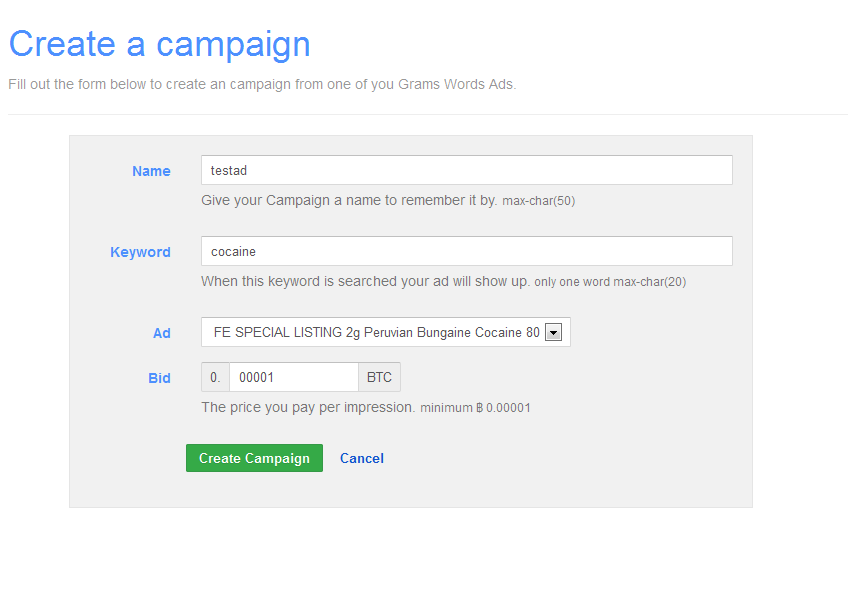 Create a campaign
Fill out the form below to create an campaign from one of you Grams Words Ads.
Name testad
Give your Campaign a name to remember it by. max-char(50)
Keyword cocaine
When this keyword is searched your ad will show up. only one word max-char(20)
Ad FE SPECIAL LISTING 2g Peruvian Bungaine Cocaine 80
Bid 0. 00001 BTC
The price you pay per impression. minimum ฿ 0.00001
Create Campaign Cancel